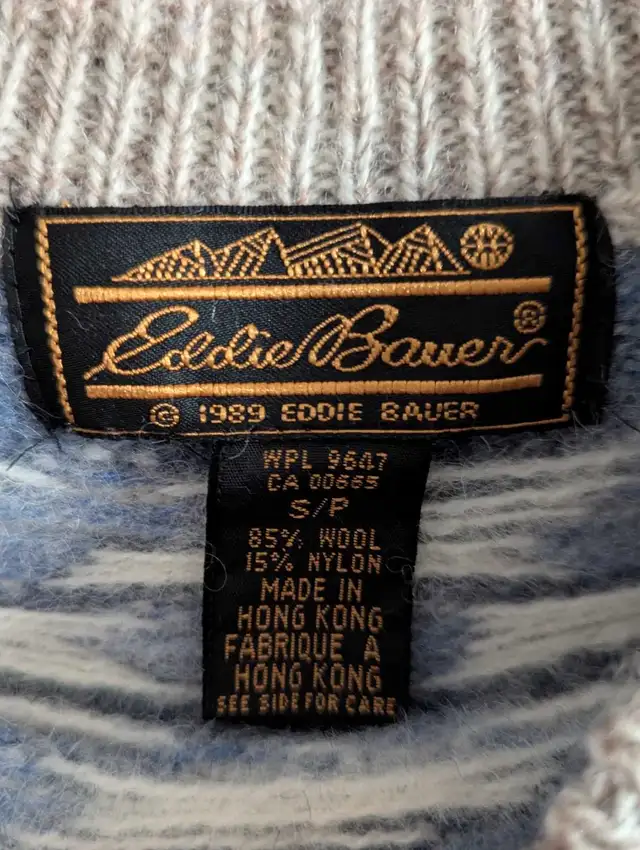 Eddie Bauer®
© 1989 EDDIE BAUER
WPL 9647
CA 00665
S/P
85% WOOL
15% NYLON
MADE IN
HONG KONG
FABRIQUE A
HONG KONG
SEE SIDE FOR CARE